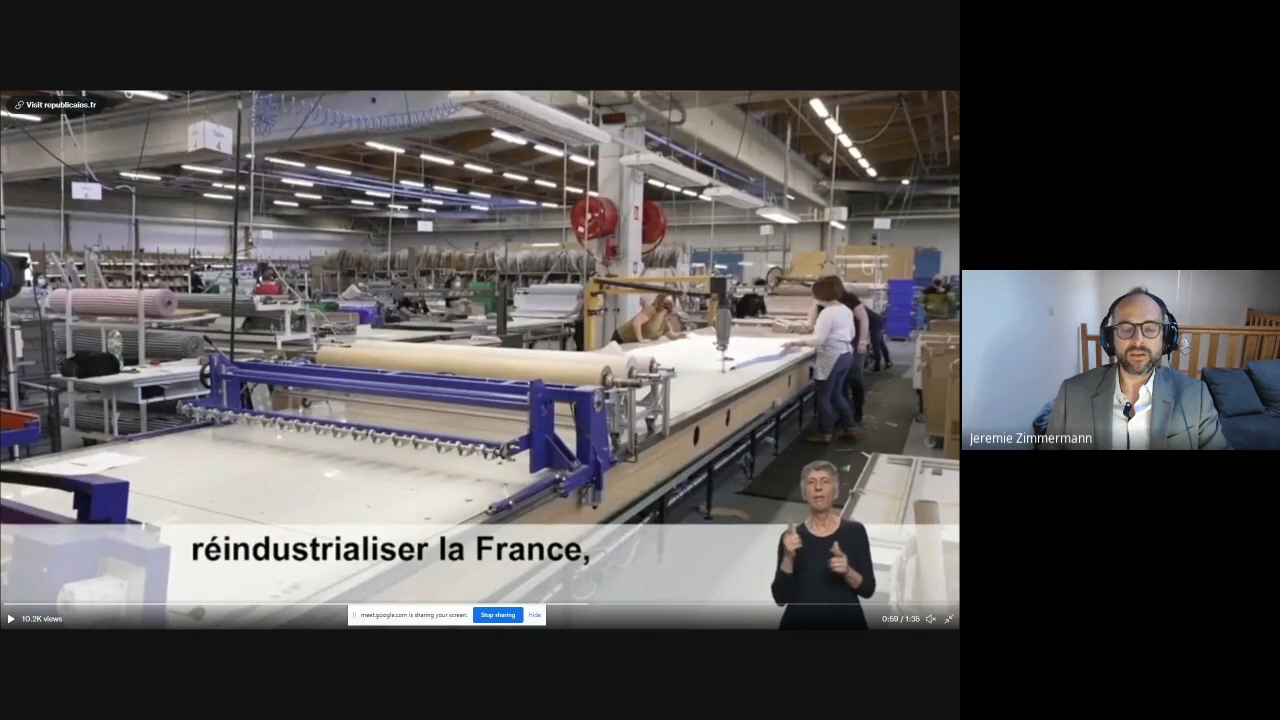 Visit republicains.fr
réindustrialiser la France,
meet.google.com is sharing your screen.
Stop sharing
Hide
10.2K views
0:59 / 1:35
Jeremie Zimmermann